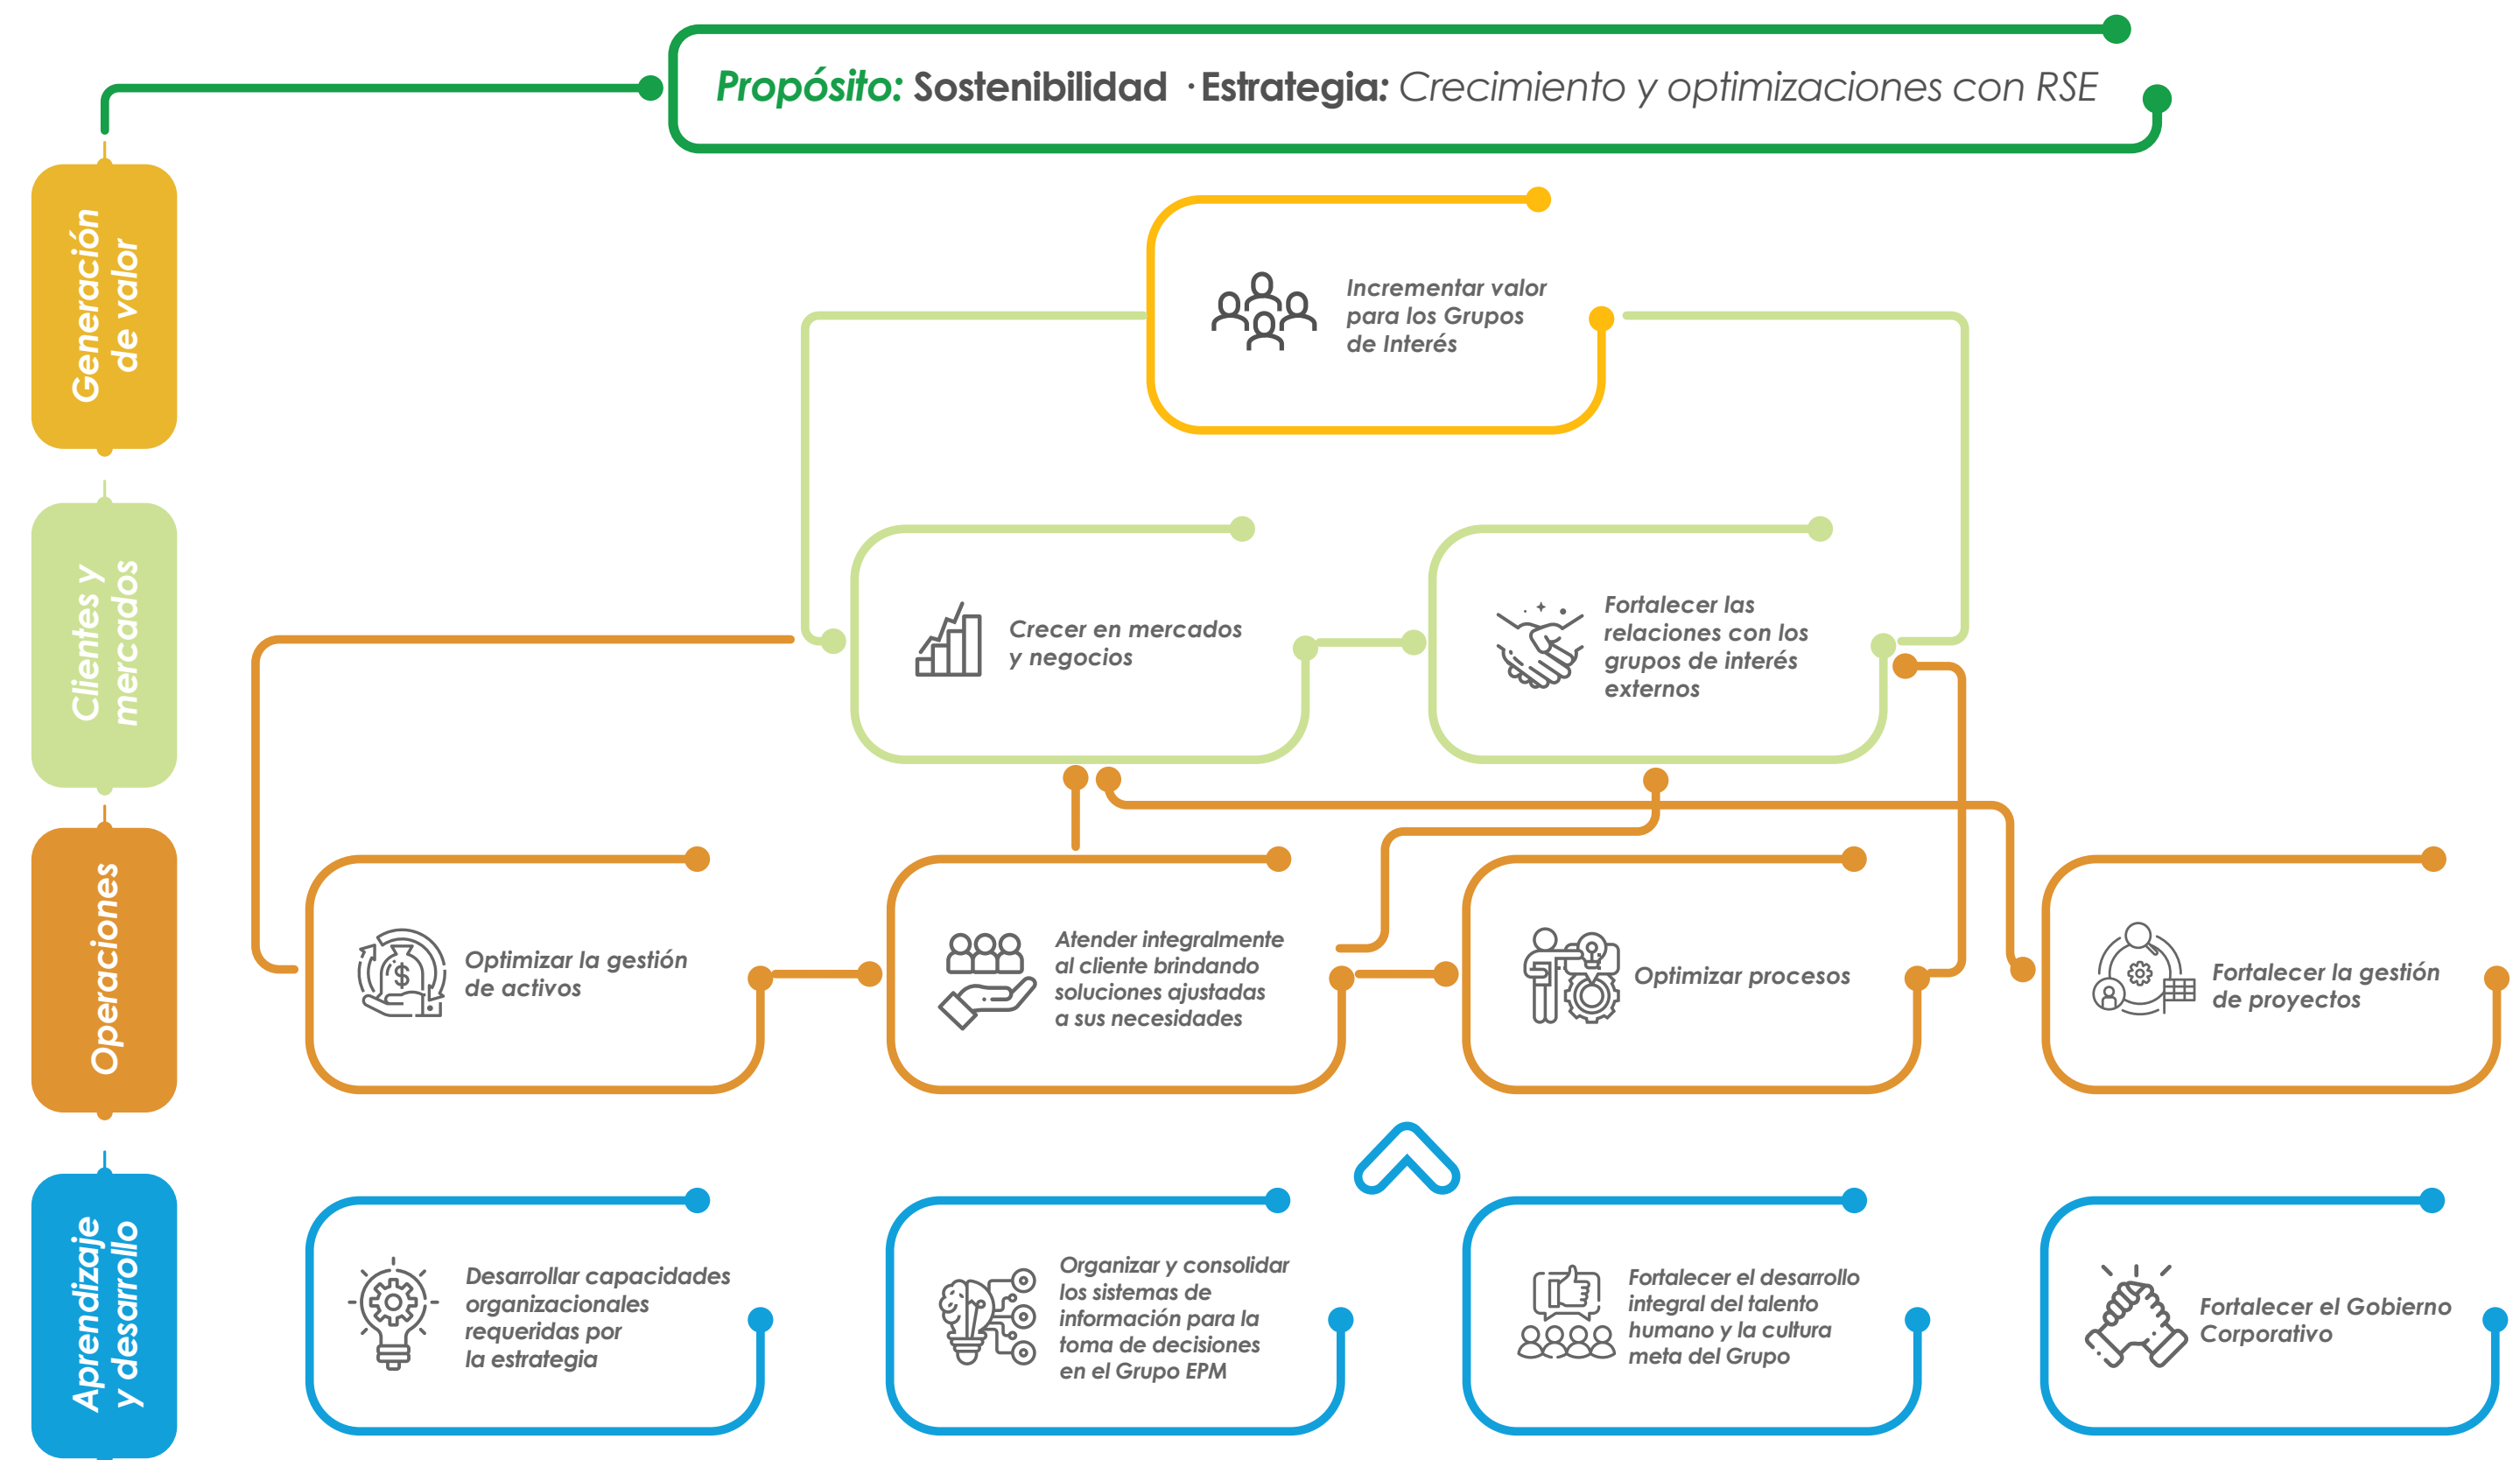 Propósito: Sostenibilidad · Estrategia: Crecimiento y optimizaciones con RSE
Generación
de valor
Incrementar valor
para los Grupos
de Interés
Clientes y
mercados
Crecer en mercados
y negocios
Fortalecer las
relaciones con los
grupos de interés
externos
Operaciones
Optimizar la gestión
de activos
$
Atender integralmente
al cliente brindando
soluciones ajustadas
a sus necesidades
Optimizar procesos
Fortalecer la gestión
de proyectos
Aprendizaje
y desarrollo
Desarrollar capacidades
organizacionales
requeridas por
la estrategia
Organizar y consolidar
los sistemas de
información para la
toma de decisiones
en el Grupo EPM
Fortalecer el desarrollo
integral del talento
humano y la cultura
meta del Grupo
Fortalecer el Gobierno
Corporativo